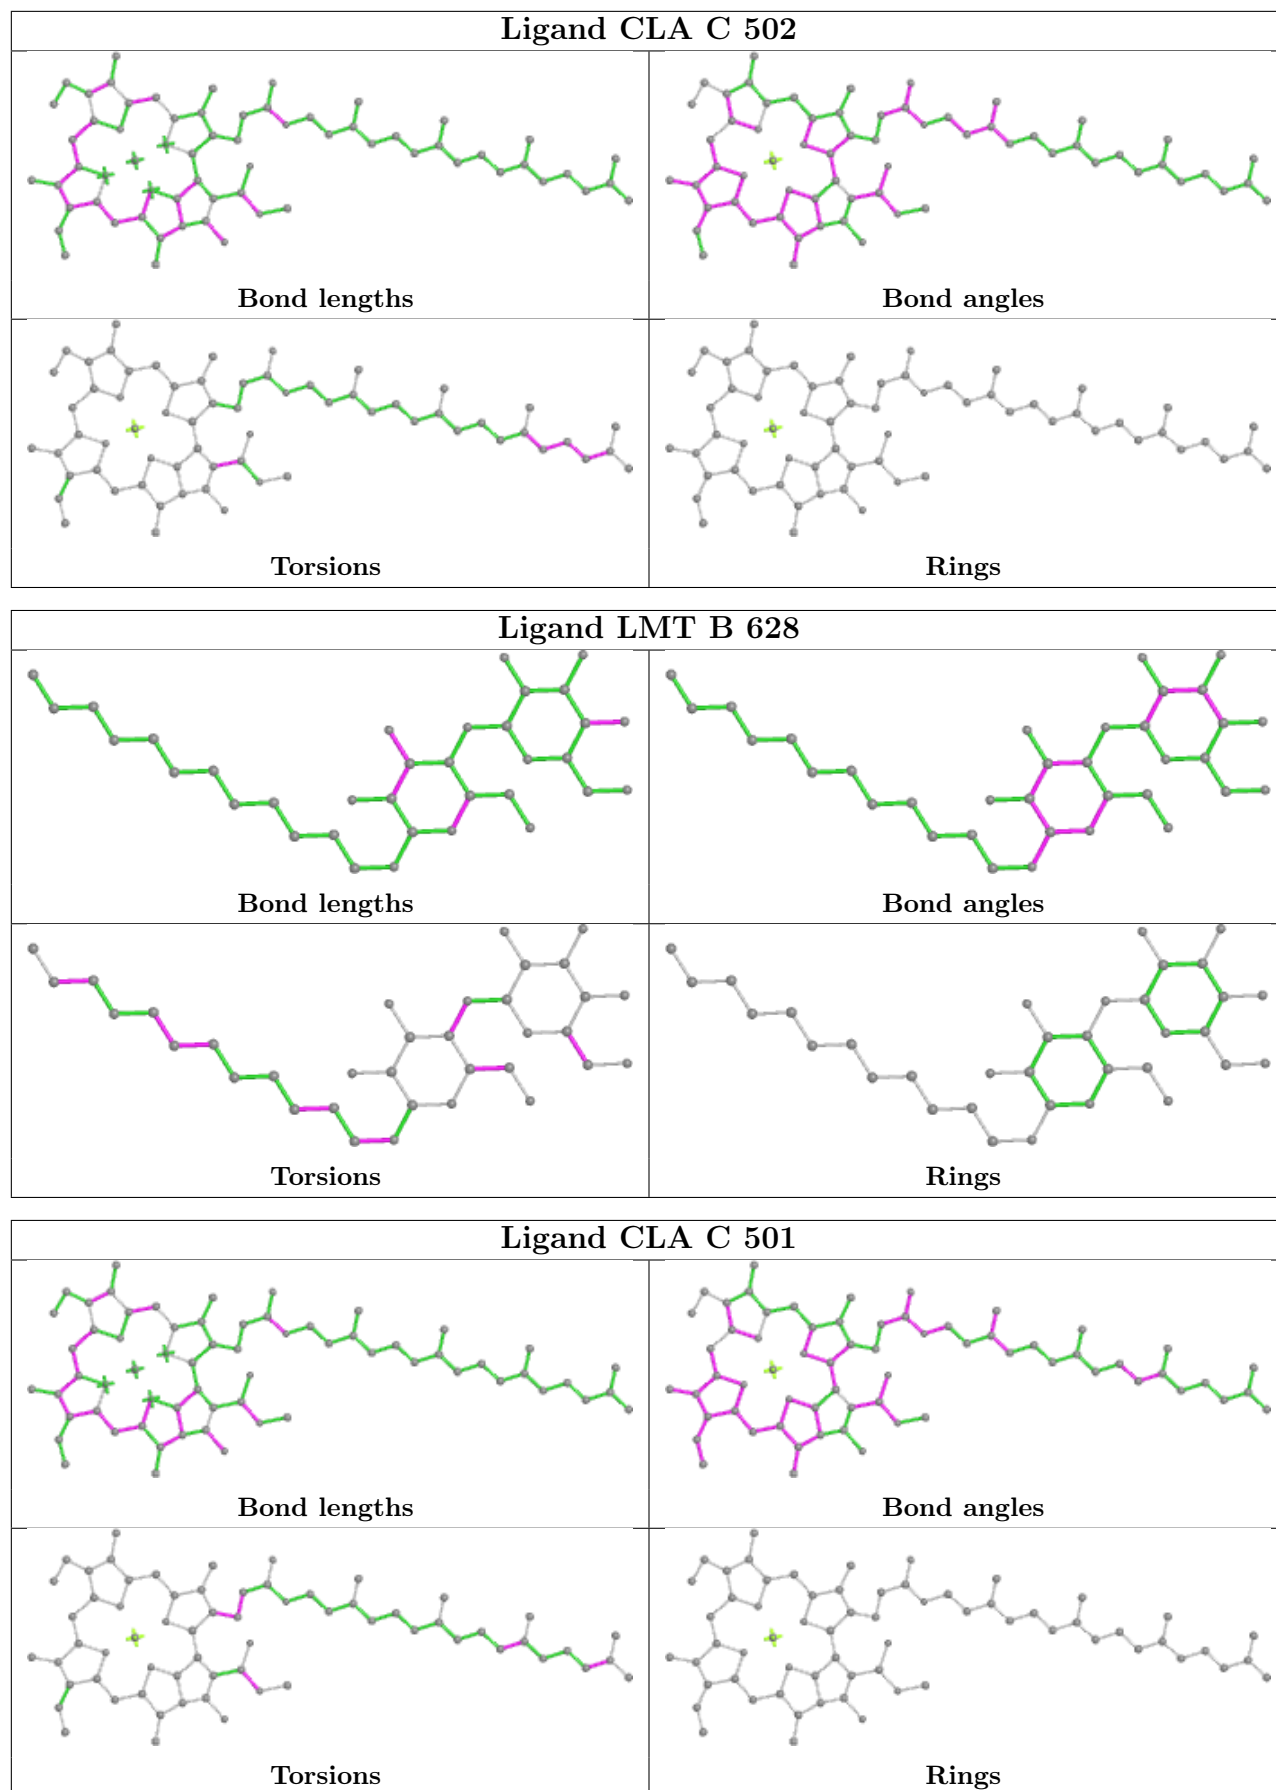 Ligand CLA C 502
Bond lengths
Bond angles
Torsions
Rings
Ligand LMT B 628
Bond lengths
Bond angles
Torsions
Rings
Ligand CLA C 501
Bond lengths
Bond angles
Torsions
Rings